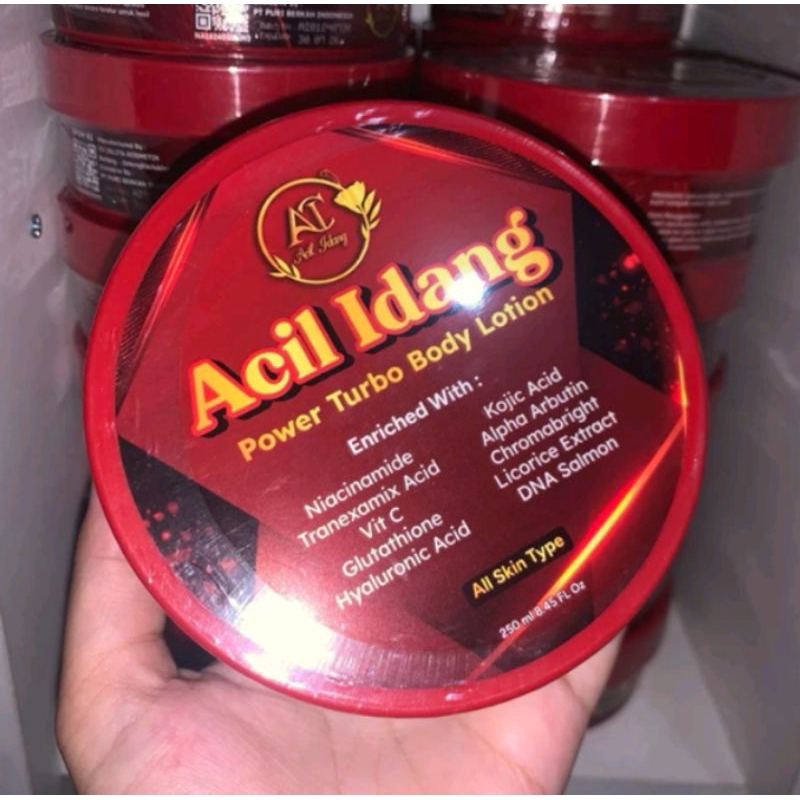 PT PURI BERKAH INDONESIA
AC
Acil Idang
Acil Idang
Power Turbo Body Lotion
Enriched With :
Niacinamide
Tranexamix Acid
Vit C
Glutathione
Hyaluronic Acid
Kojic Acid
Alpha Arbutin
Chromabright
Licorice Extract
DNA Salmon
All Skin Type
250 ml 8.45 FL Oz